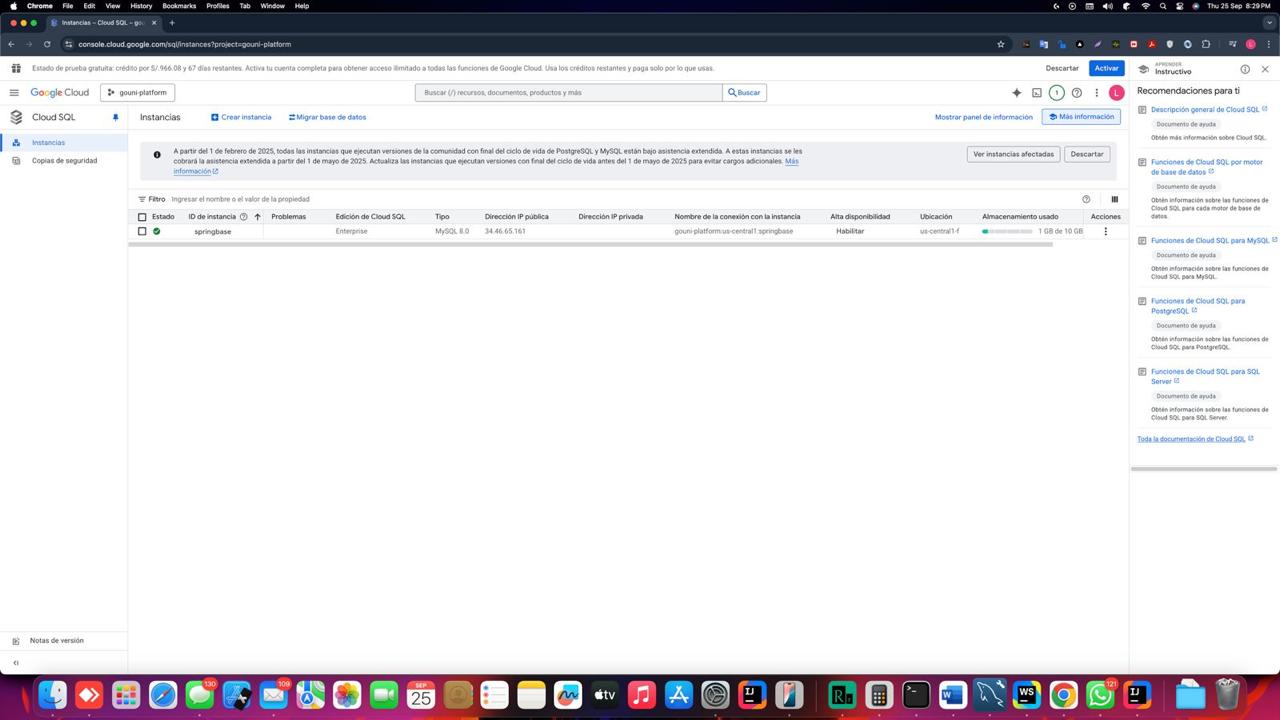 Chrome File Edit View History Bookmarks Profiles Tab Window Help
Thu 25 Sep 8:29 PM
Instancias – Cloud SQL – gou
console.cloud.google.com/sql/instances?project=gouni-platform
Estado de prueba gratuita: crédito por S/.966.08 y 67 días restantes. Activa tu cuenta completa para obtener acceso ilimitado a todas las funciones de Google Cloud. Usa los créditos restantes y paga solo por lo que uses.
Descartar
Activar
APRENDER
Instructivo
Google Cloud
gouni-platform
Buscar (/) recursos, documentos, productos y más
Buscar
1
L
Recomendaciones para ti
Cloud SQL
Instancias
Copias de seguridad
Instancias
Crear instancia
Migrar base de datos
Mostrar panel de información
Más información
A partir del 1 de febrero de 2025, todas las instancias que ejecutan versiones de la comunidad con final del ciclo de vida de PostgreSQL y MySQL están bajo asistencia extendida. A estas instancias se les
cobrará la asistencia extendida a partir del 1 de mayo de 2025. Actualiza las instancias que ejecutan versiones con final del ciclo de vida antes del 1 de mayo de 2025 para evitar cargos adicionales. Más
información
Ver instancias afectadas
Descartar
Filtro Ingresar el nombre o el valor de la propiedad
Estado ID de instancia Problemas Edición de Cloud SQL Tipo Dirección IP pública Dirección IP privada Nombre de la conexión con la instancia Alta disponibilidad Ubicación Almacenamiento usado Acciones
springbase Enterprise MySQL 8.0 34.46.65.161 gouni-platform:us-central1:springbase Habilitar us-central1-f 1 GB de 10 GB
Descripción general de Cloud SQL
Documento de ayuda
Obtén más información sobre Cloud SQL.
Funciones de Cloud SQL por motor
de base de datos
Documento de ayuda
Obtén información sobre las funciones de
Cloud SQL para cada motor de base de
datos.
Funciones de Cloud SQL para MySQL
Documento de ayuda
Obtén información sobre las funciones de
Cloud SQL para MySQL.
Funciones de Cloud SQL para
PostgreSQL
Documento de ayuda
Obtén información sobre las funciones de
Cloud SQL para PostgreSQL.
Funciones de Cloud SQL para SQL
Server
Documento de ayuda
Obtén información sobre las funciones de
Cloud SQL para SQL Server.
Toda la documentación de Cloud SQL
Notas de versión
130
109
SEP
25
tv
121